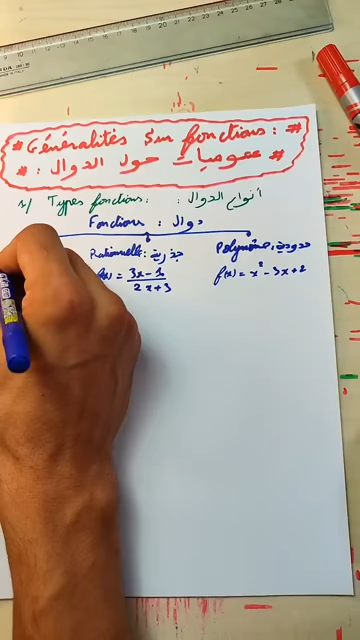 # Généralités Sur fonctions : #
# عموميات حول الدوال : #
1/ Types fonctions : أنواع الدوال :
Fonctions : دوال
Rationnelle : جذرية Polynôme : حدودية
f(x) = 3x-1 / 2x+3 f(x) = x² - 3x + 2